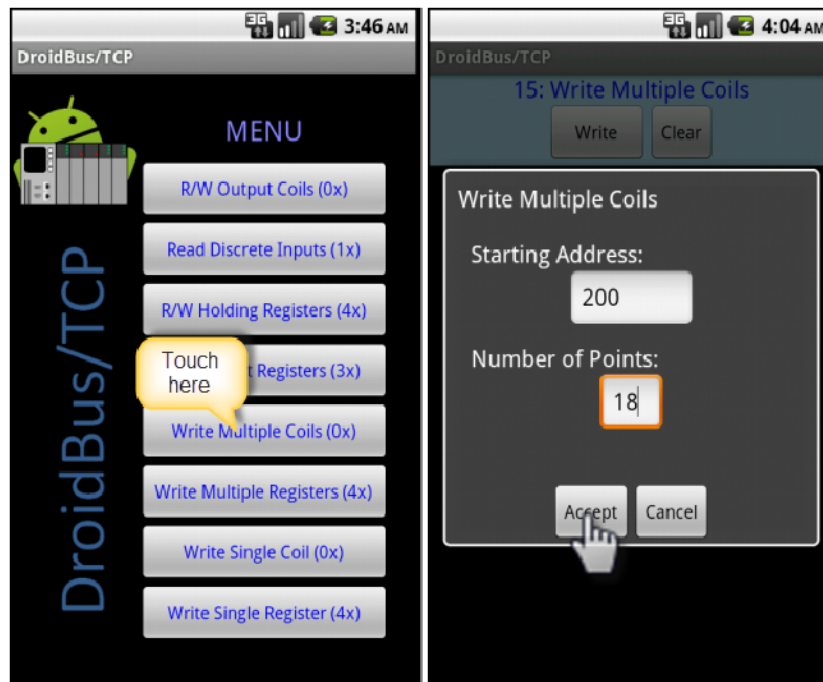 3G 3:46 AM
DroidBus/TCP
MENU
R/W Output Coils (0x)
Read Discrete Inputs (1x)
R/W Holding Registers (4x)
Touch
here
Registers (3x)
Write Multiple Coils (0x)
Write Multiple Registers (4x)
Write Single Coil (0x)
Write Single Register (4x)
DroidBus/TCP
3G 4:04 AM
DroidBus/TCP
15: Write Multiple Coils
Write Clear
Write Multiple Coils
Starting Address:
200
Number of Points:
18
Accept Cancel